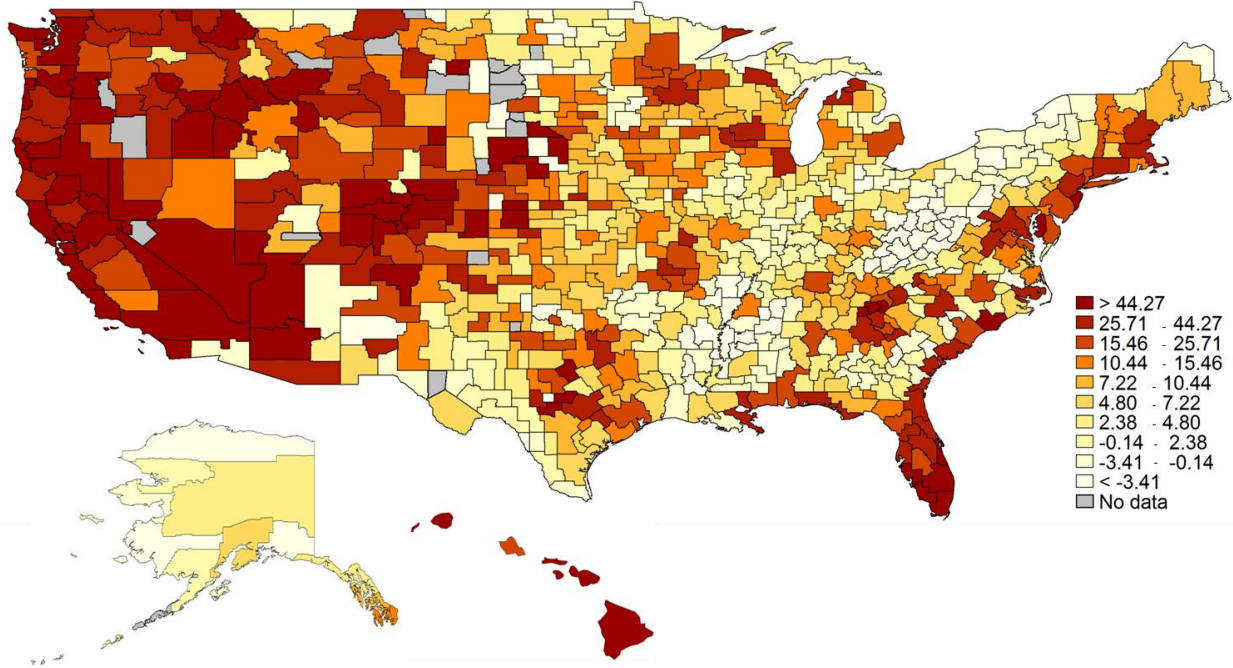 > 44.27
25.71 - 44.27
15.46 - 25.71
10.44 - 15.46
7.22 - 10.44
4.80 - 7.22
2.38 - 4.80
-0.14 - 2.38
-3.41 - -0.14
< -3.41
No data